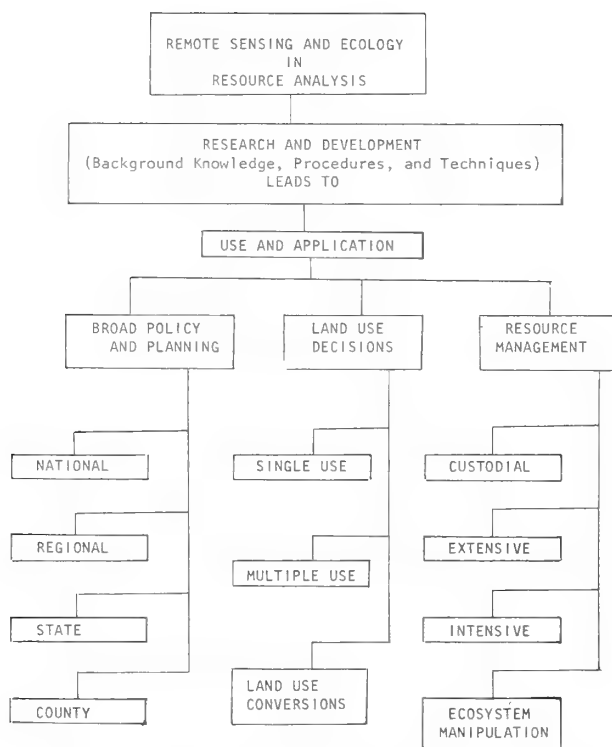 REMOTE SENSING AND ECOLOGY
IN
RESOURCE ANALYSIS
RESEARCH AND DEVELOPMENT
(Background Knowledge, Procedures, and Techniques)
LEADS TO
USE AND APPLICATION
BROAD POLICY
AND PLANNING
NATIONAL
REGIONAL
STATE
COUNTY
LAND USE
DECISIONS
SINGLE USE
MULTIPLE USE
LAND USE
CONVERSIONS
RESOURCE
MANAGEMENT
CUSTODIAL
EXTENSIVE
INTENSIVE
ECOSYSTEM
MANIPULATION